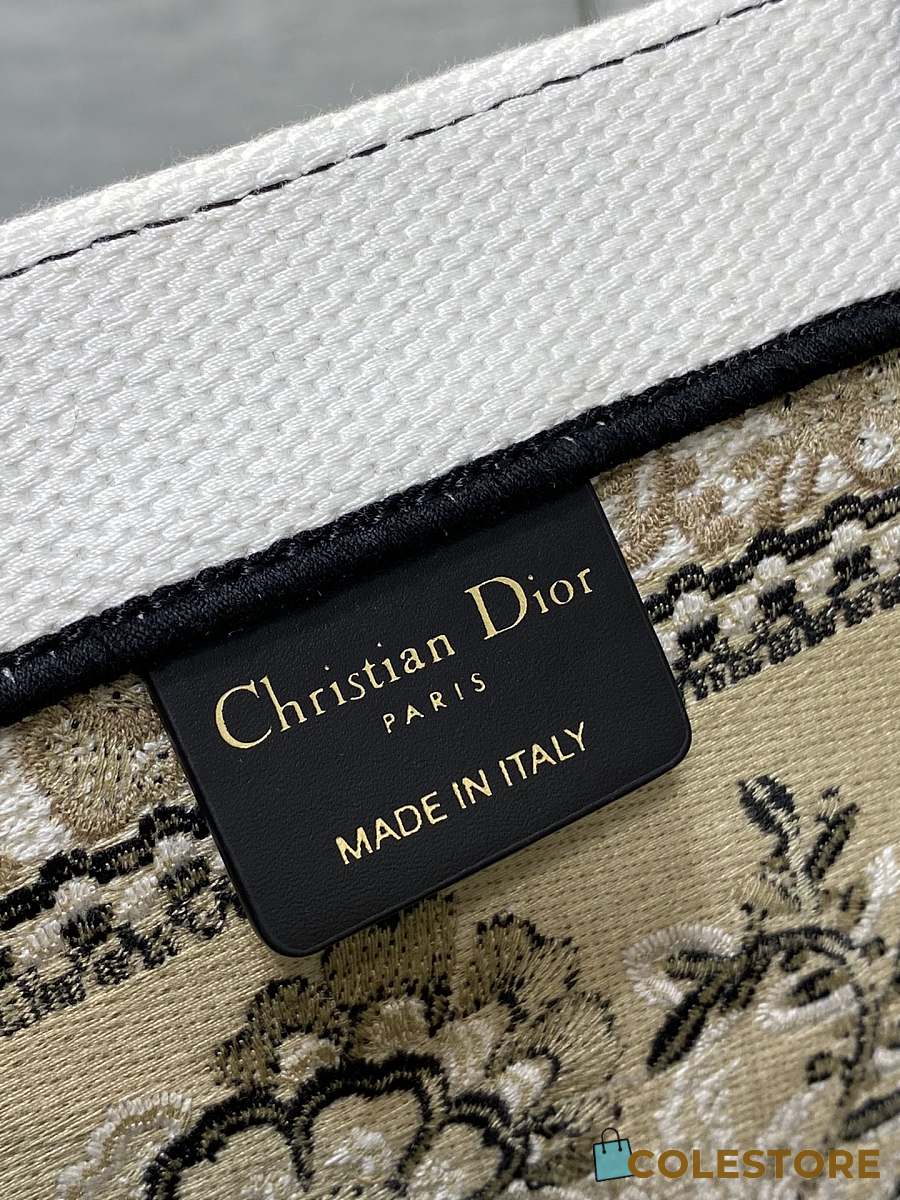 Christian Dior
PARIS
MADE IN ITALY
COLESTORE